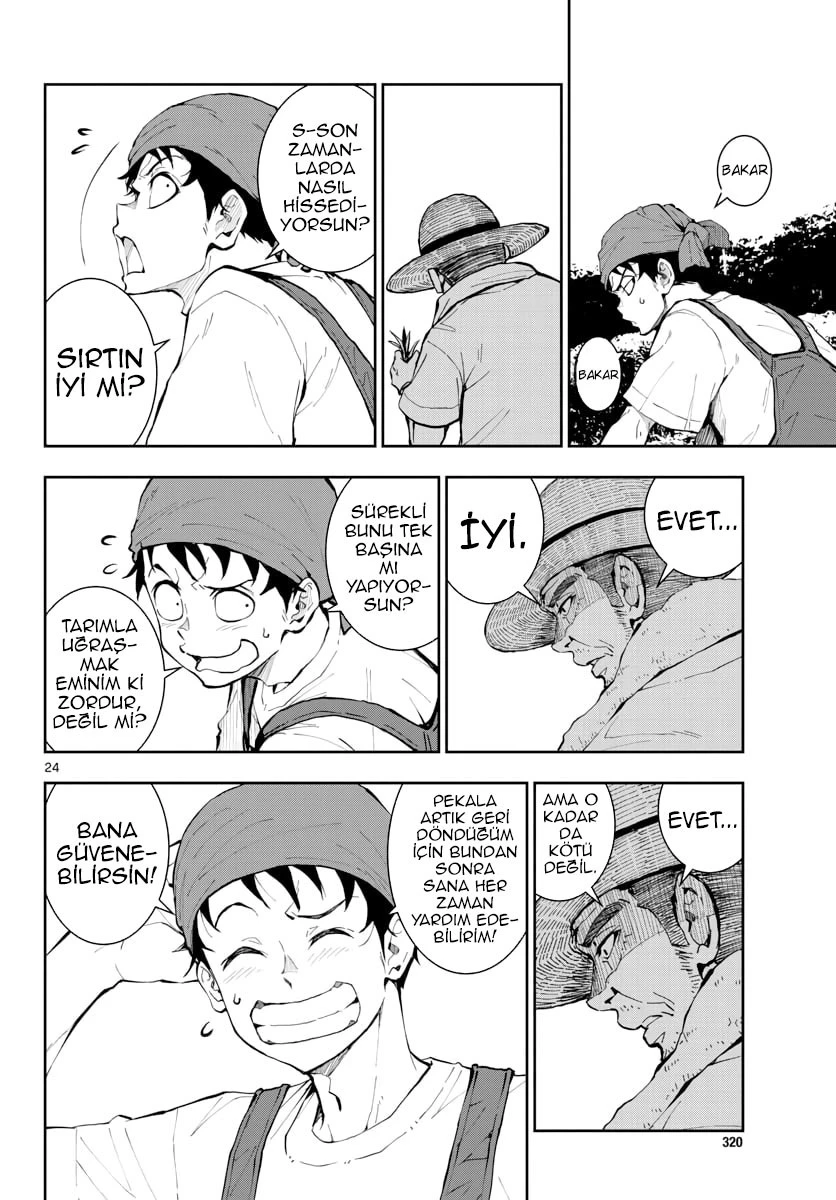 BAKAR
BAKAR
S-SON
ZAMAN-
LARDA
NASIL
HİSSEDİ-
YORSUN?
SIRTIN
İYİ Mİ?
EVET...
İYİ.
SÜREKLİ
BUNU TEK
BAŞINA
MI
YAPIYOR-
SUN?
TARIMLA
UĞRAŞ-
MAK
EMİNİM Kİ
ZORDUR,
DEĞİL Mİ?
24
EVET...
AMA O
KADAR
DA
KÖTÜ
DEĞİL.
PEKALA
ARTIK GERİ
DÖNDÜĞÜM
İÇİN BUNDAN
SONRA
SANA HER
ZAMAN
YARDIM EDE-
BİLİRİM!
BANA
GÜVENE-
BİLİRSİN!
320